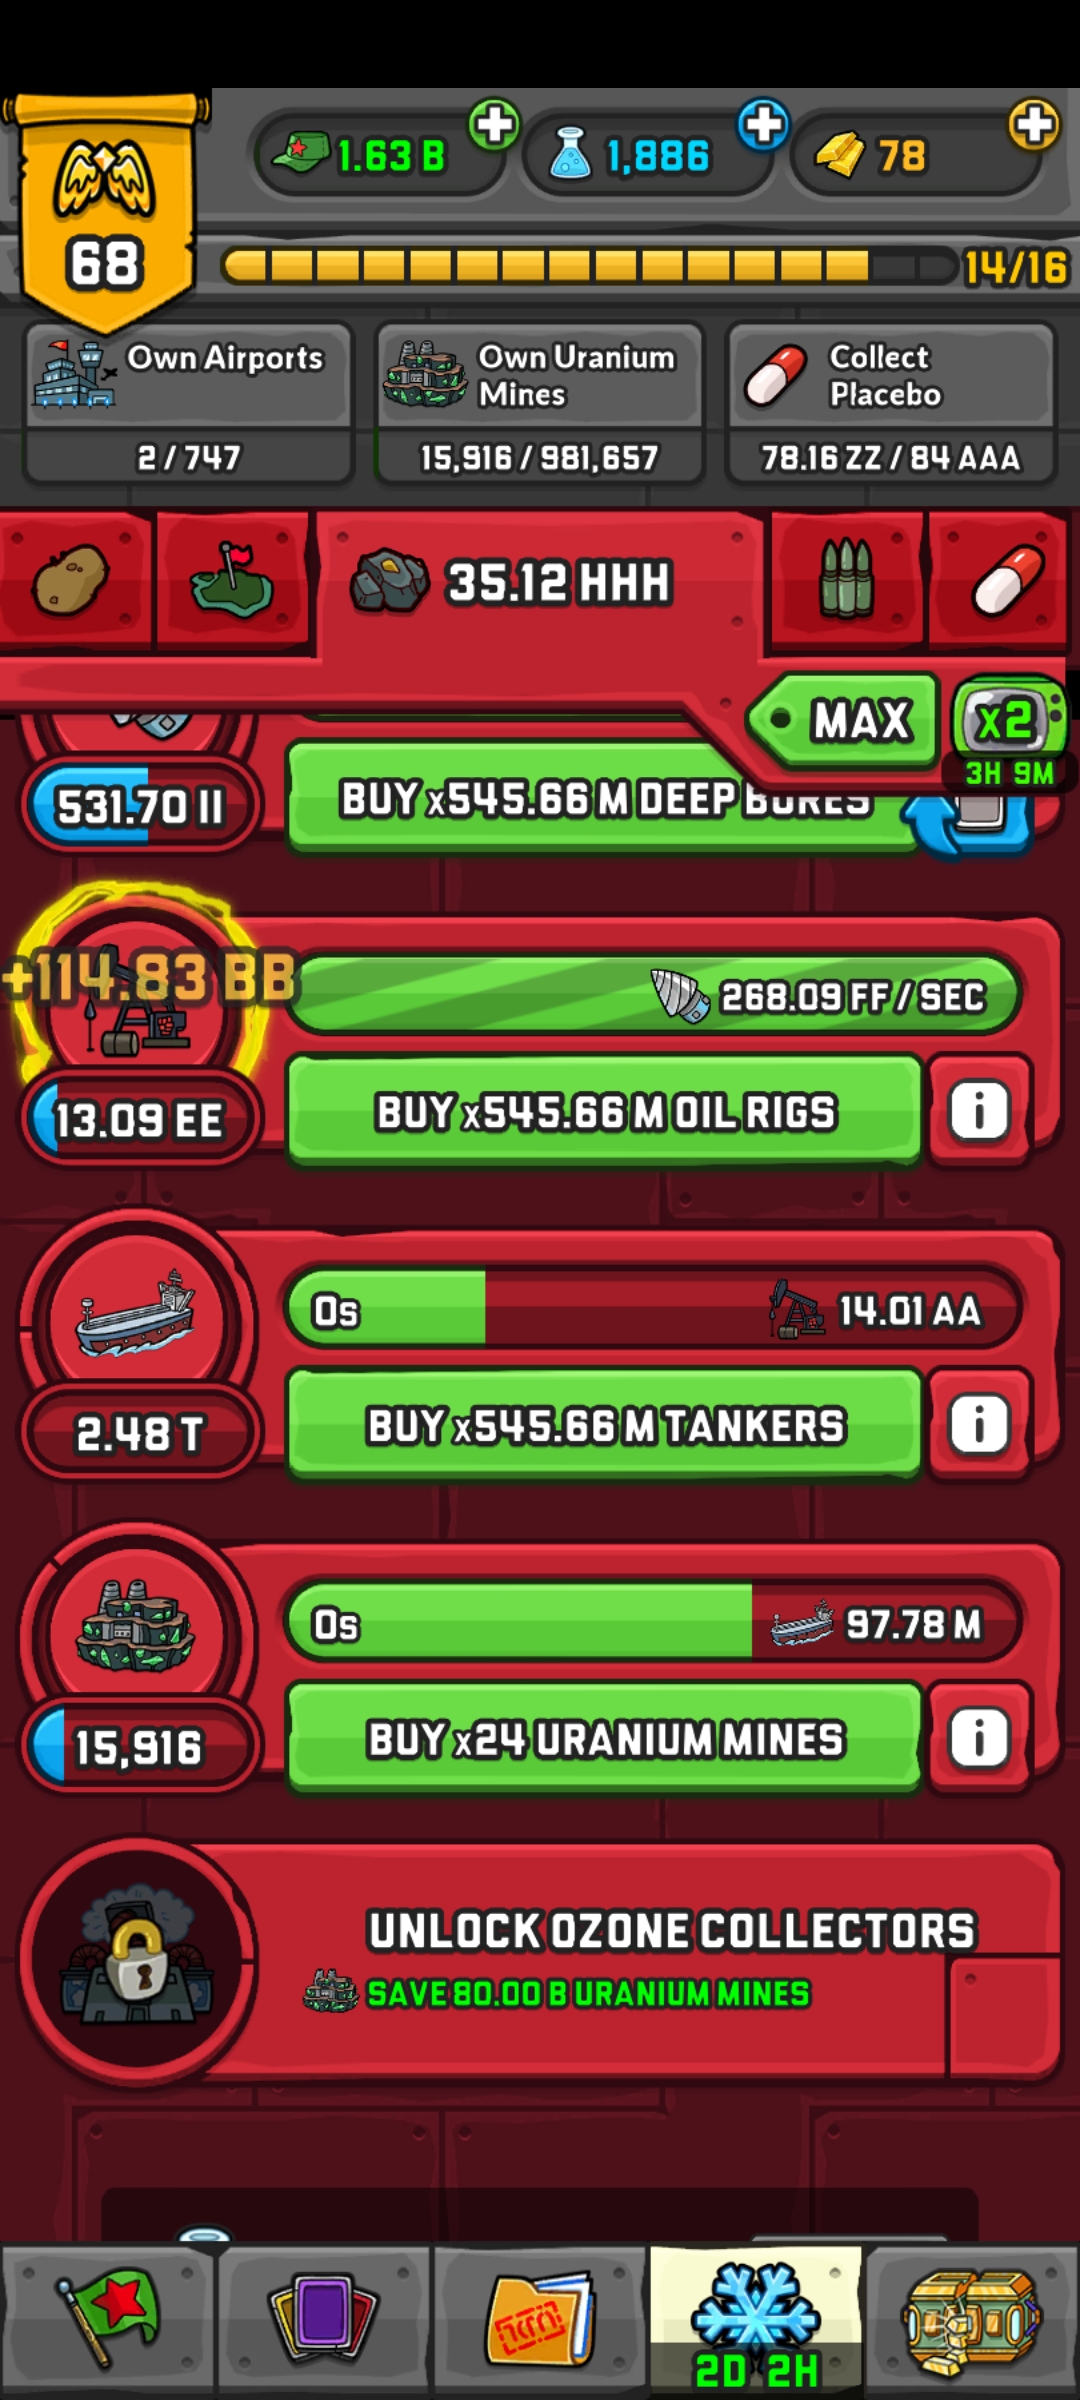 1.63 B
1,886
78
68
14/16
Own Airports
2 / 747
Own Uranium
Mines
15,916 / 981,657
Collect
Placebo
78.16 ZZ / 84 AAA
35.12 HHH
MAX
x2
3H 9M
531.70 II
BUY x545.66 M DEEP BORES
+114.83 BB
268.09 FF / SEC
13.09 EE
BUY x545.66 M OIL RIGS
i
0s
14.01 AA
2.48 T
BUY x545.66 M TANKERS
i
0s
97.78 M
15,916
BUY x24 URANIUM MINES
i
UNLOCK OZONE COLLECTORS
SAVE 80.00 B URANIUM MINES
2D 2H